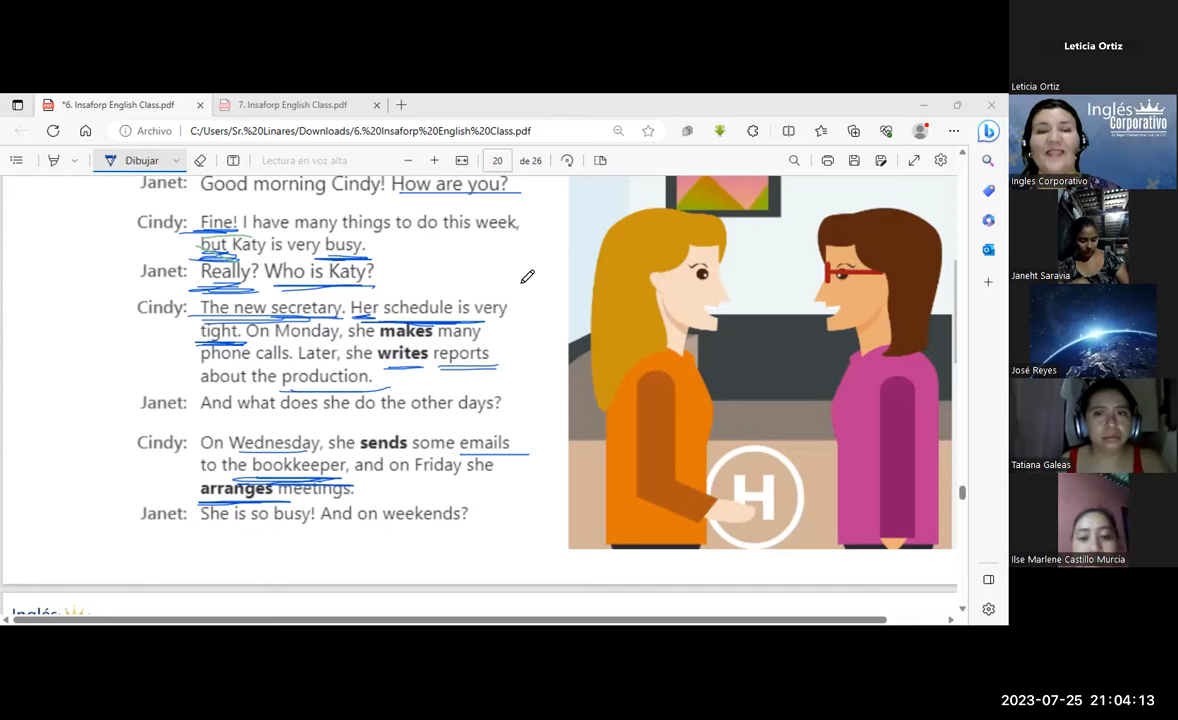 Leticia Ortiz
Leticia Ortiz
*6. Insaforp English Class.pdf
7. Insaforp English Class.pdf
Archivo
C:/Users/Sr.%20Linares/Downloads/6.%20Insaforp%20English%20Class.pdf
Inglés
Corporativo
Ingles Corporativo
Dibujar
Lectura en voz alta
20
de 26
Janet: Good morning Cindy! How are you?
Cindy: Fine! I have many things to do this week,
but Katy is very busy.
Janet: Really? Who is Katy?
Cindy: The new secretary. Her schedule is very
tight. On Monday, she makes many
phone calls. Later, she writes reports
about the production.
Janet: And what does she do the other days?
Cindy: On Wednesday, she sends some emails
to the bookkeeper, and on Friday she
arranges meetings.
Janet: She is so busy! And on weekends?
H
Inglés
Janeht Saravia
José Reyes
Tatiana Galeas
Ilse Marlene Castillo Murcia
2023-07-25 21:04:13